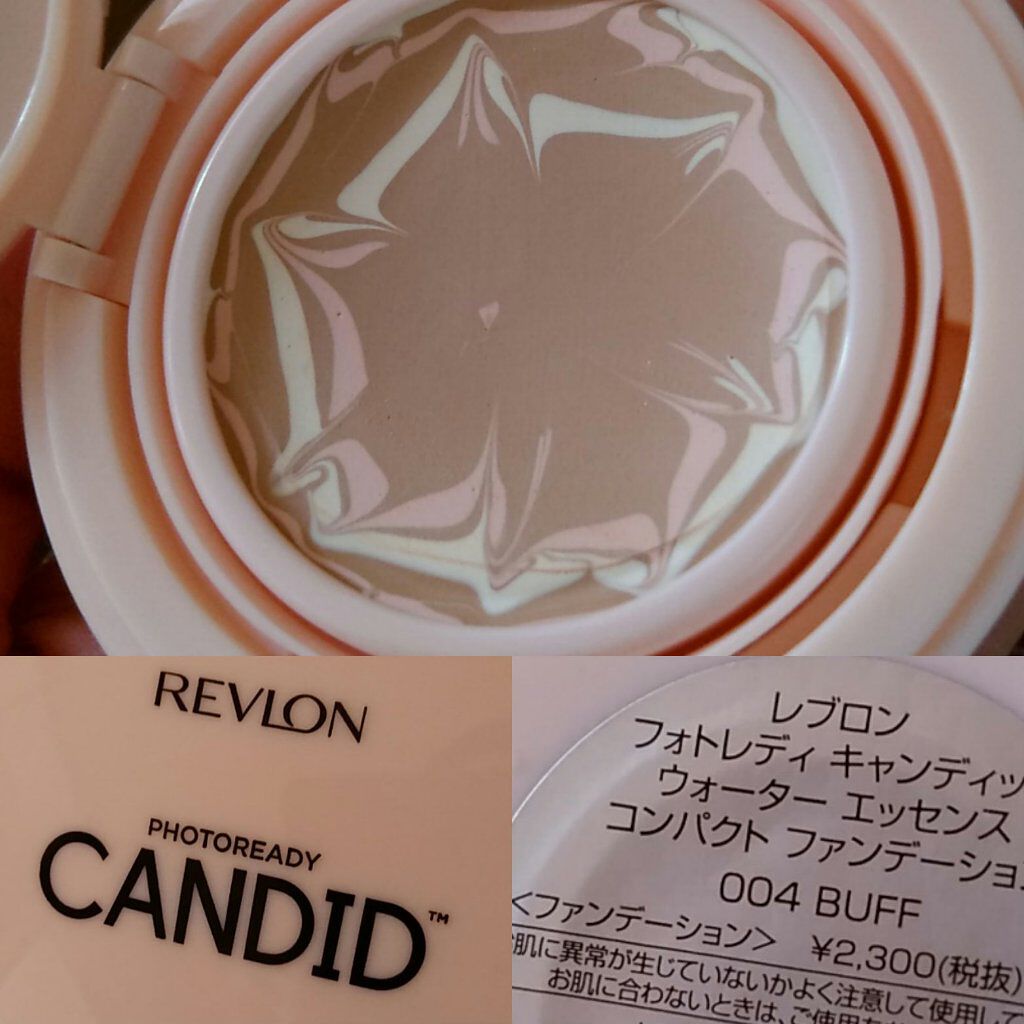 REVLON
PHOTOREADY
CANDID™
レブロン
フォトレディ キャンディッ
ウォーター エッセンス
コンパクト ファンデーショ
004 BUFF
<ファンデーション> ¥2,300(税抜)
肌に異常が生じていないかよく注意して使用して
お肌に合わないときは、ご使用を